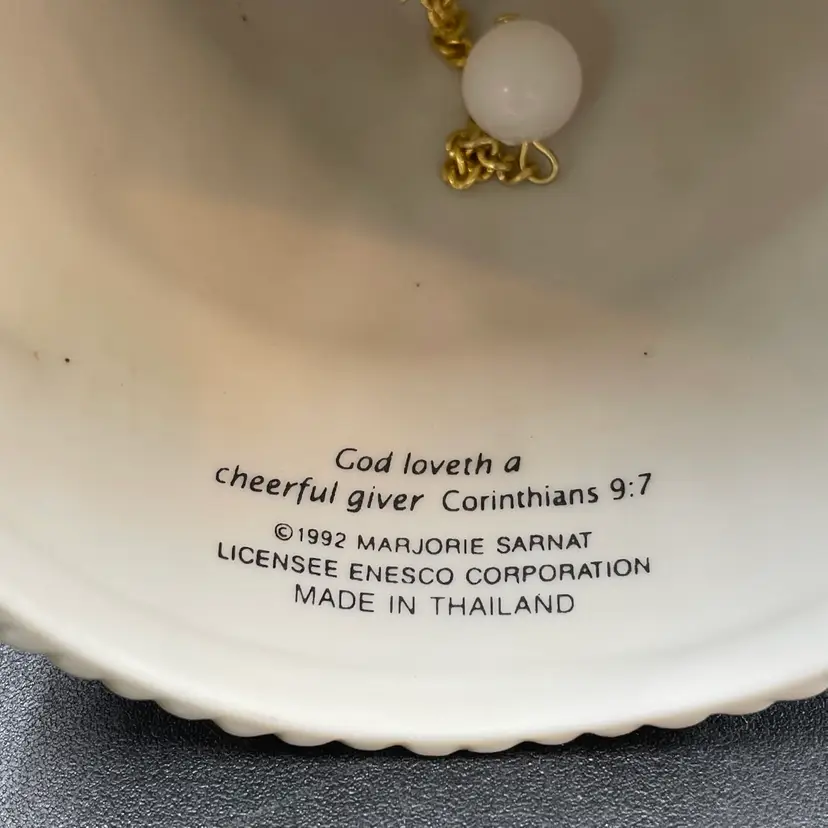 God loveth a
cheerful giver Corinthians 9:7
©1992 MARJORIE SARNAT
LICENSEE ENESCO CORPORATION
MADE IN THAILAND